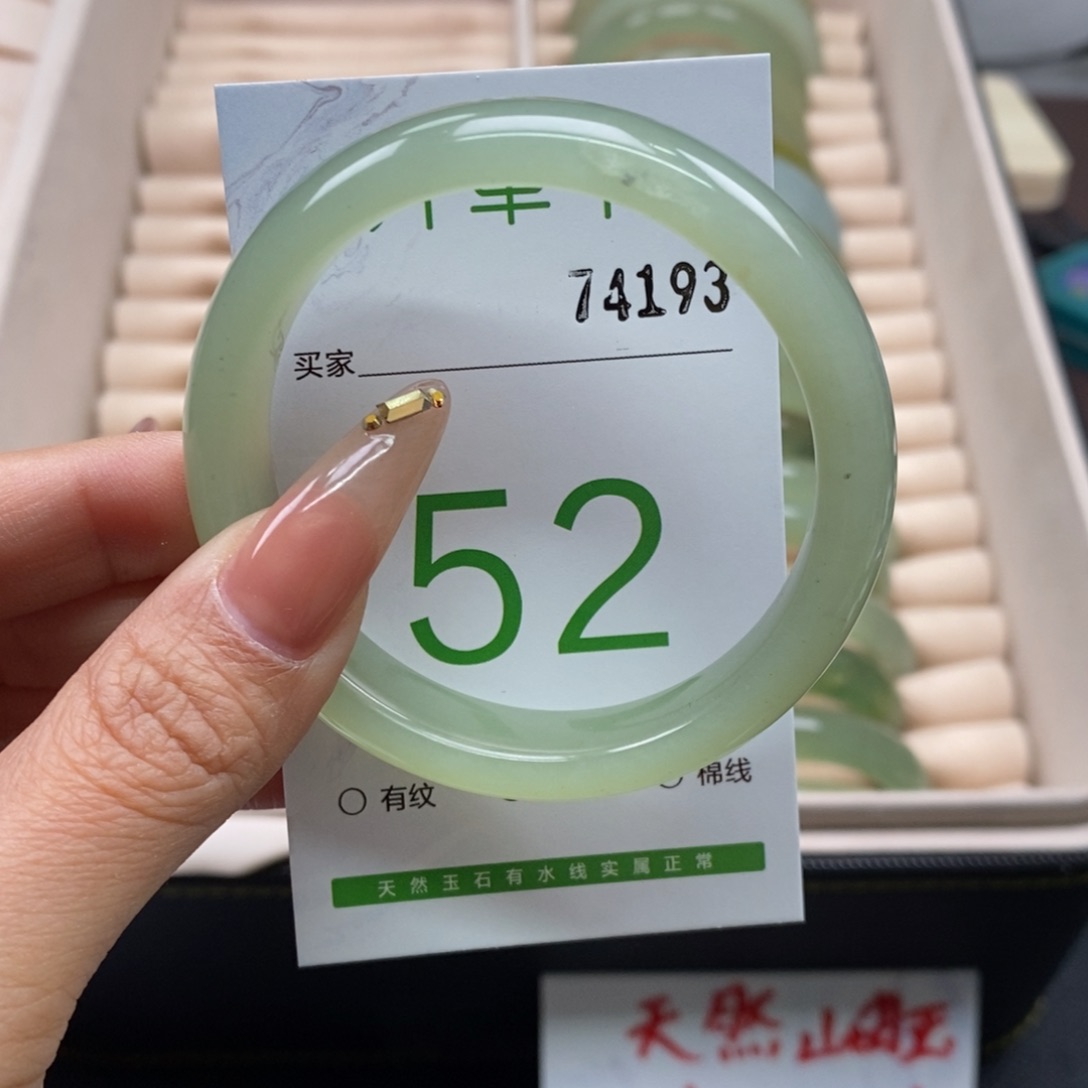 74193
买家
52
有纹
棉线
天然玉石有水线实属正常
天然